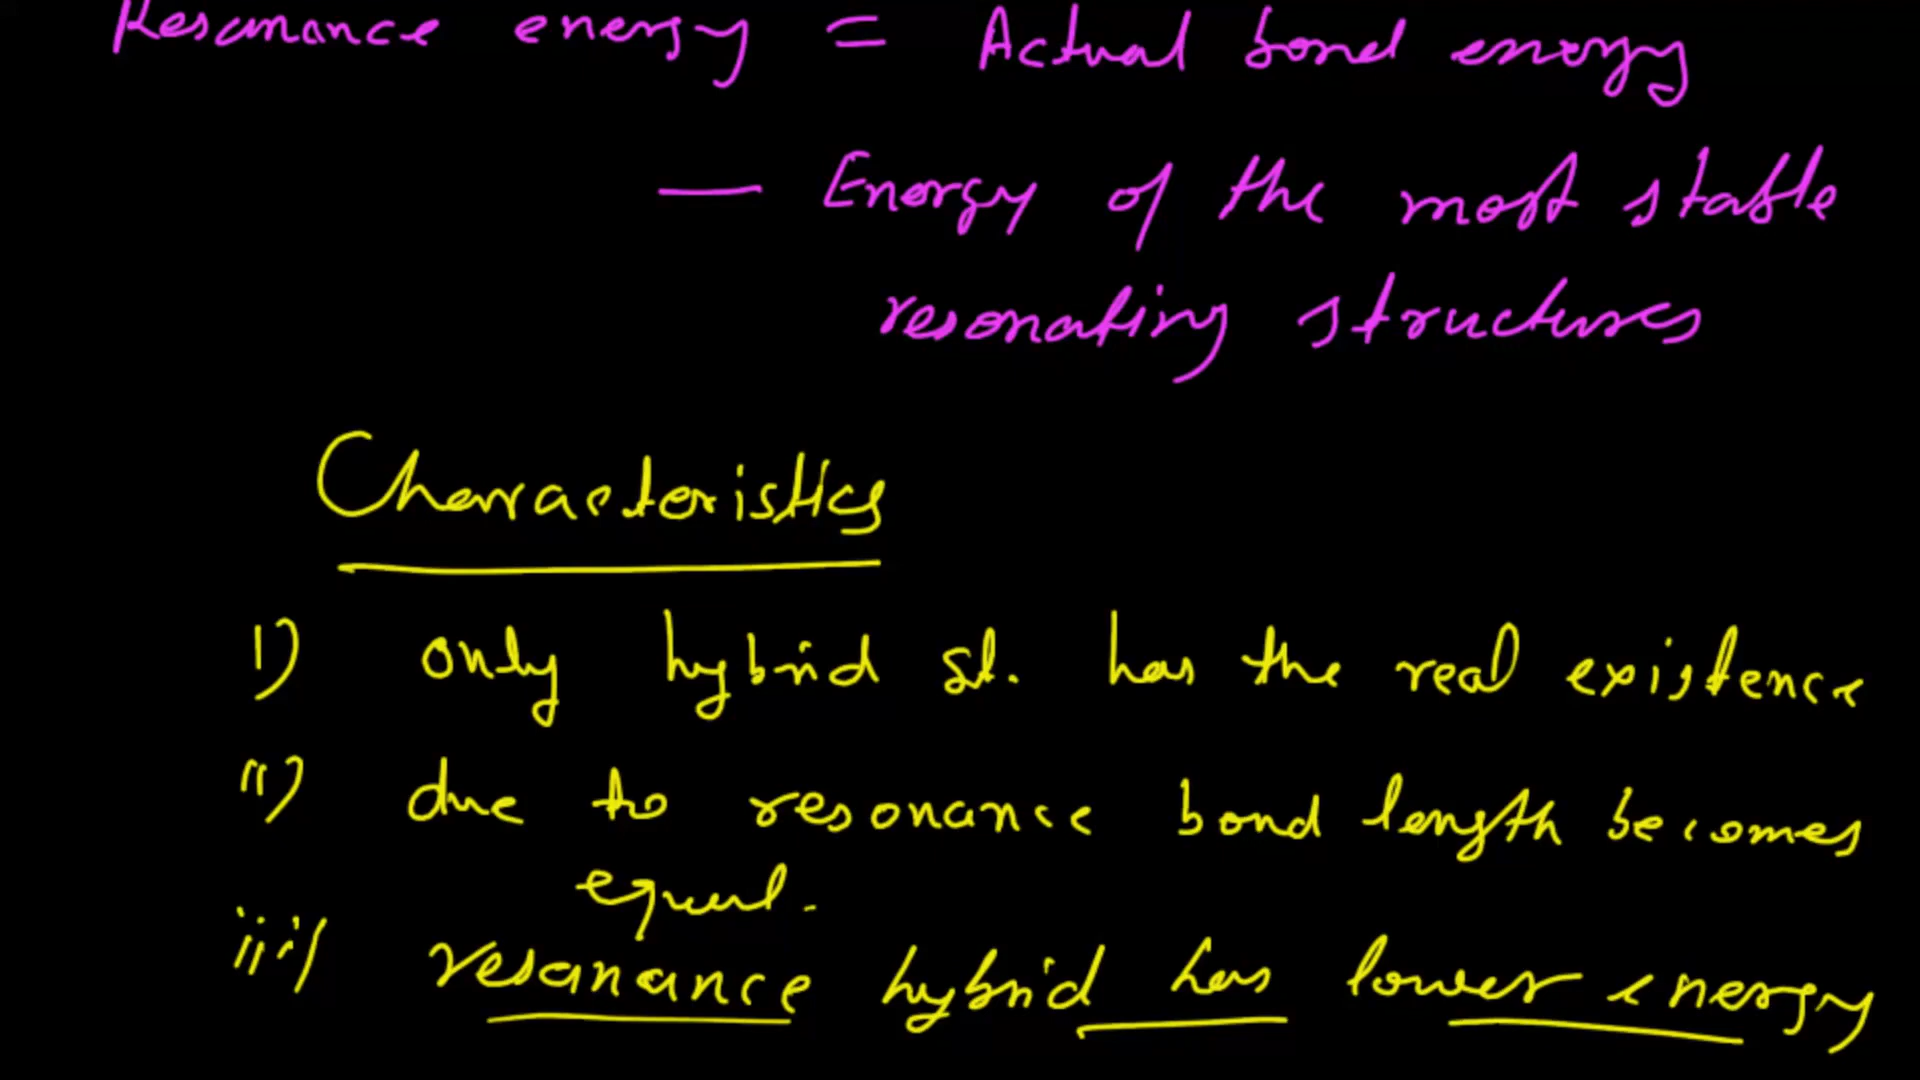 Resonance energy = Actual bond energy
— Energy of the most stable
resonating structures
Characteristics
i) only hybrid st. has the real existence
ii) due to resonance bond length becomes
equal.
iii) resonance hybrid has lower energy